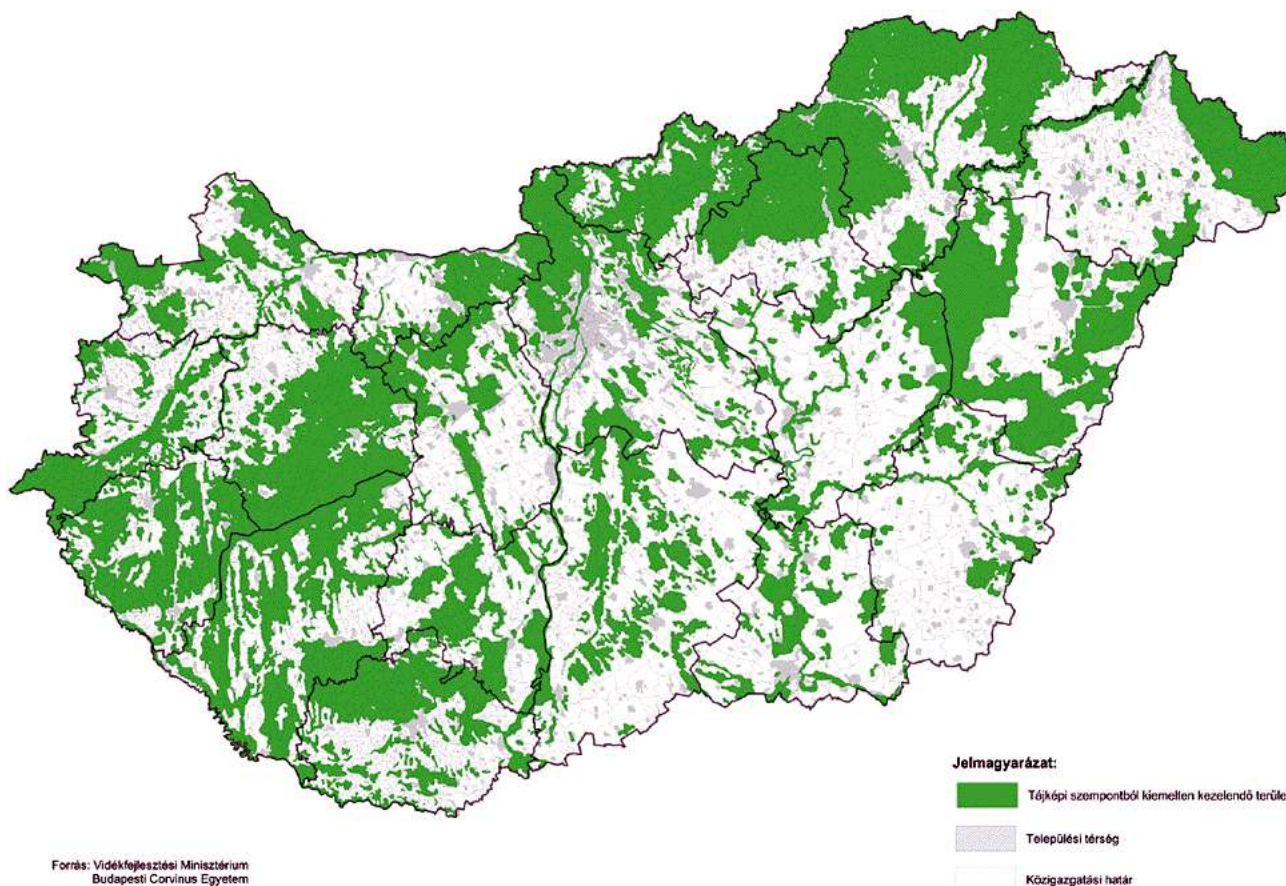 Jelmagyarázat:
Tájképi szempontból kiemelten kezelendő terüle
Települési térség
Közigazgatási határ
Forrás: Vidékfejlesztési Minisztérium
Budapesti Corvinus Egyetem